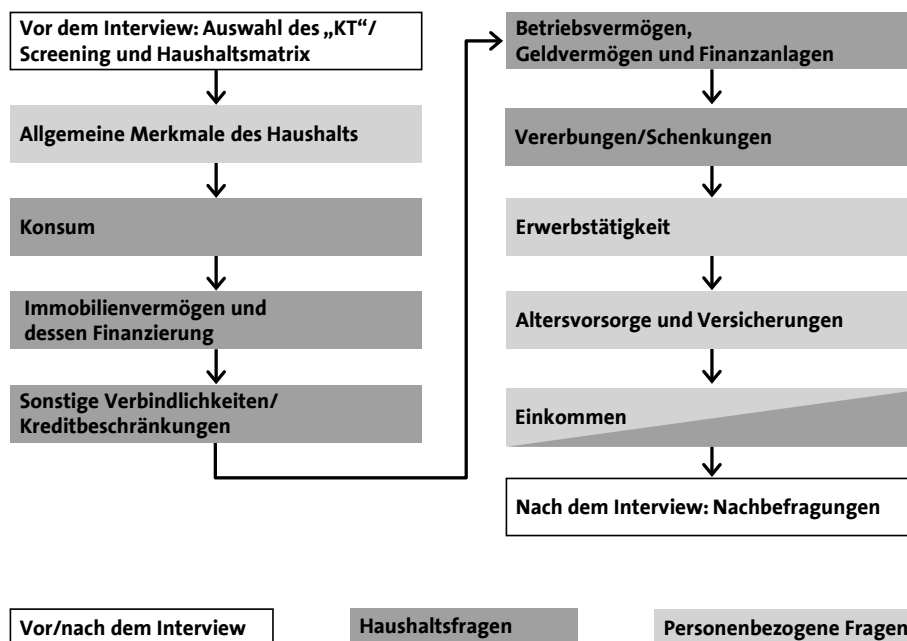 Vor dem Interview: Auswahl des „KT“/
Screening und Haushaltsmatrix
Allgemeine Merkmale des Haushalts
Konsum
Immobilienvermögen und
dessen Finanzierung
Sonstige Verbindlichkeiten/
Kreditbeschränkungen
Betriebsvermögen,
Geldvermögen und Finanzanlagen
Vererbungen/Schenkungen
Erwerbstätigkeit
Altersvorsorge und Versicherungen
Einkommen
Nach dem Interview: Nachbefragungen
Vor/nach dem Interview
Haushaltsfragen
Personenbezogene Fragen